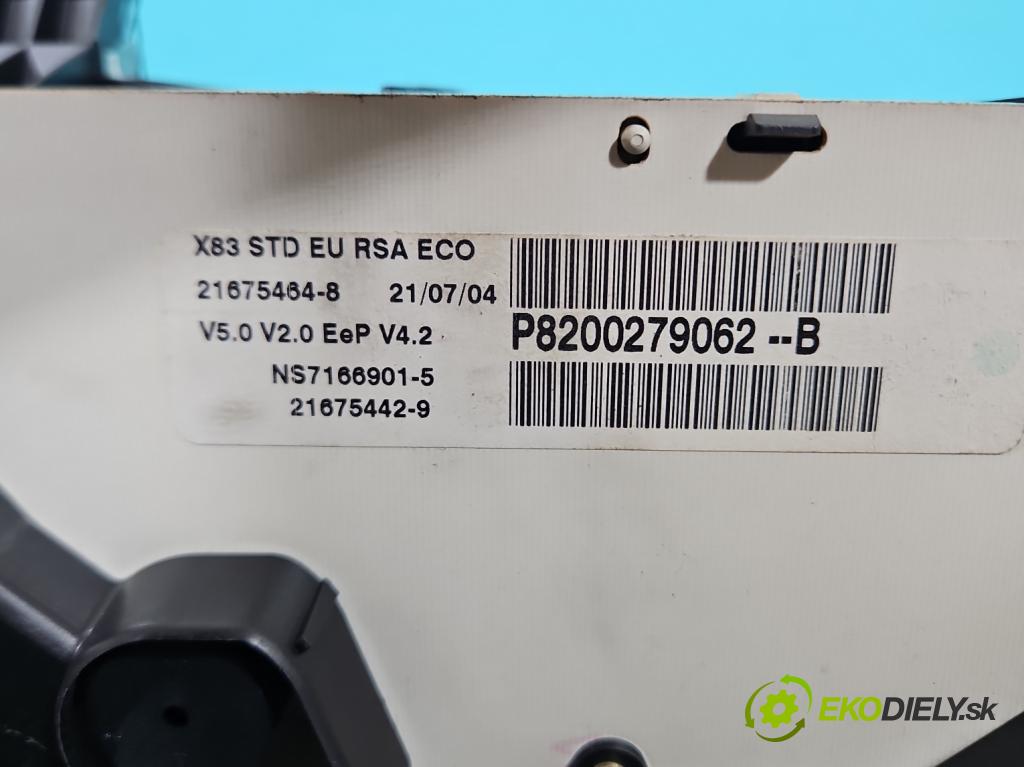 X83 STD EU RSA ECO
21675464-8 21/07/04
V5.0 V2.0 EeP V4.2
P8200279062 --B
NS7166901-5
21675442-9
EKODIELY.sk